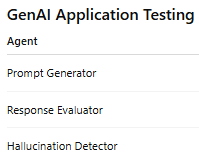 GenAI Application Testing
Agent
Prompt Generator
Response Evaluator
Hallucination Detector